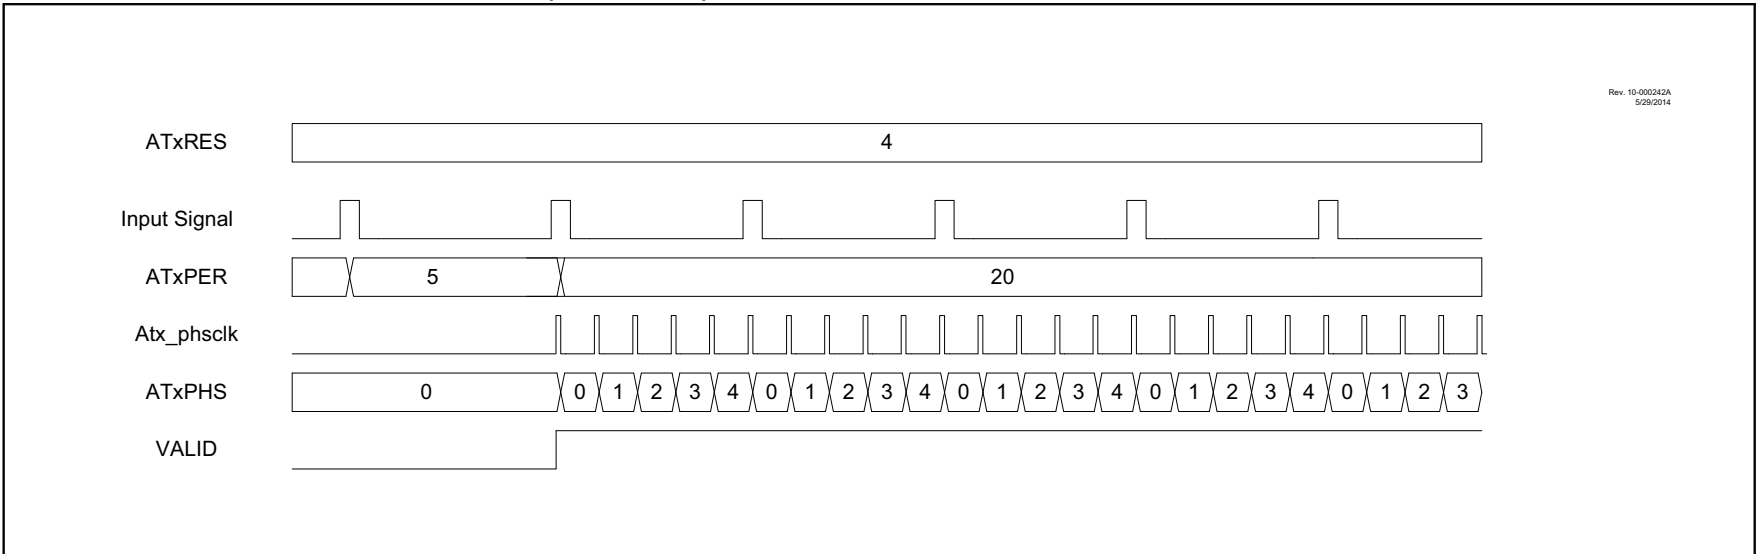 Rev. 10-000242A
5/29/2014
ATxRES 4
Input Signal
ATxPER 5 20
Atx_phsclk
ATxPHS 0 0 1 2 3 4 0 1 2 3 4 0 1 2 3 4 0 1 2 3 4 0 1 2 3
VALID